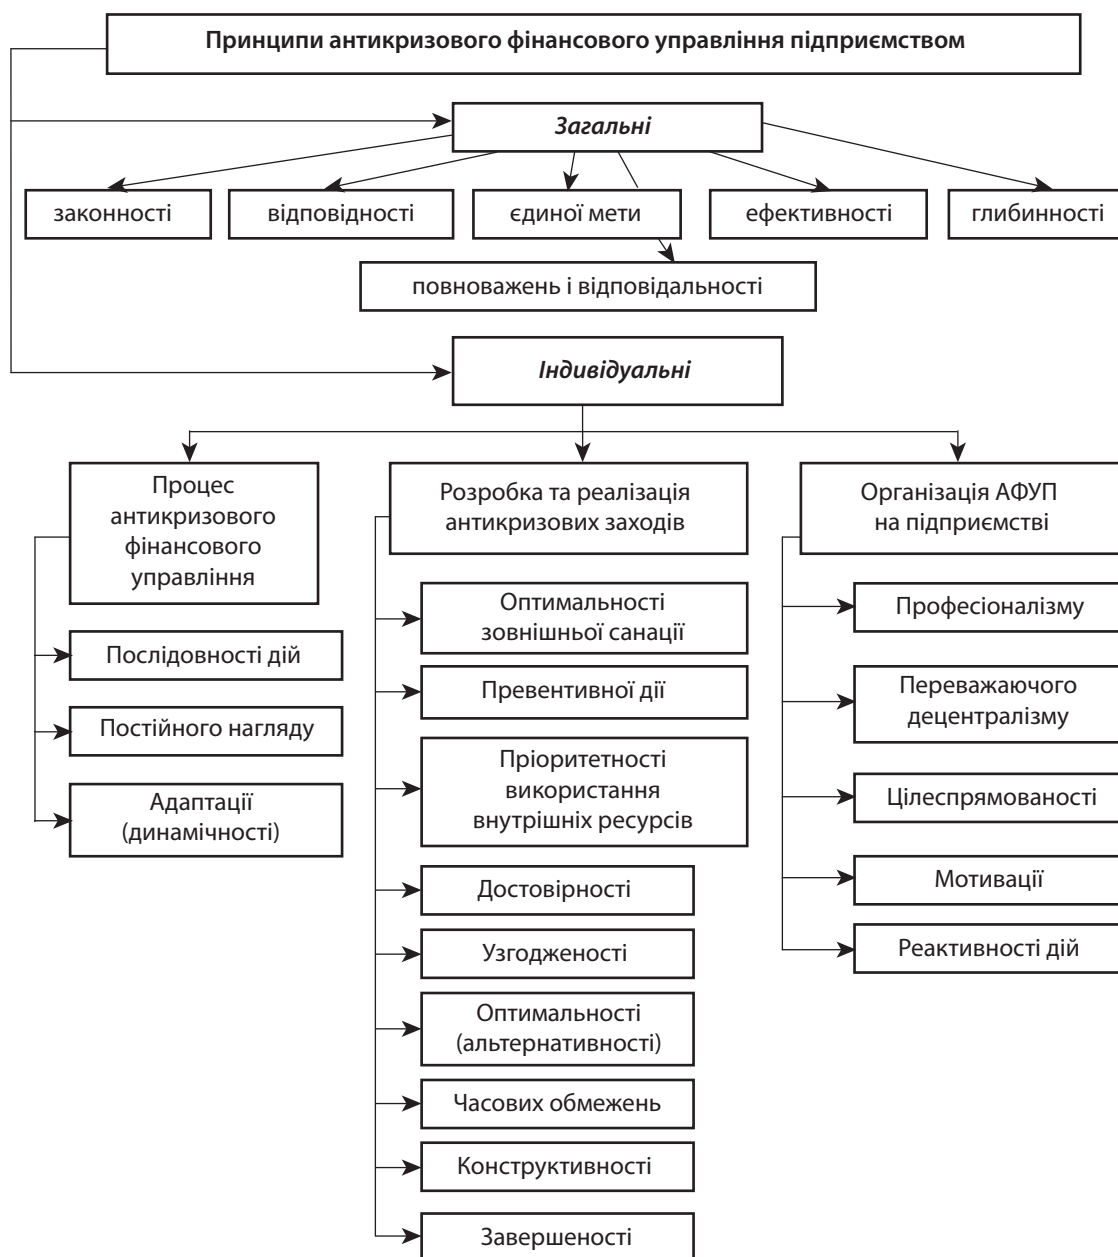 Принципи антикризового фінансового управління підприємством
Загальні
законності
відповідності
єдиної мети
ефективності
глибинності
повноважень і відповідальності
Індивідуальні
Процес
антикризового
фінансового
управління
Послідовності дій
Постійного нагляду
Адаптації
(динамічності)
Розробка та реалізація
антикризових заходів
Оптимальності
зовнішньої санації
Превентивної дії
Пріоритетності
використання
внутрішніх ресурсів
Достовірності
Узгодженості
Оптимальності
(альтернативності)
Часових обмежень
Конструктивності
Завершеності
Організація АФУП
на підприємстві
Професіоналізму
Переважаючого
децентралізму
Цілеспрямованості
Мотивації
Реактивності дій